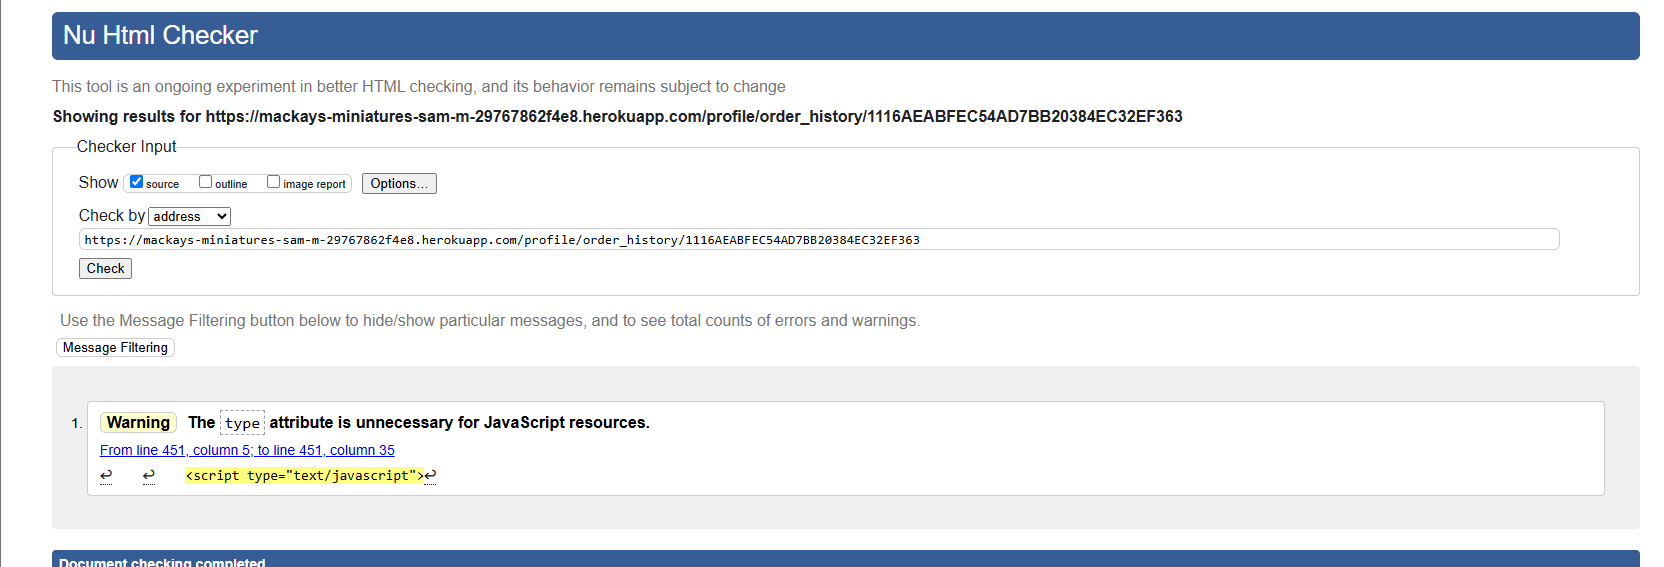 Nu Html Checker
This tool is an ongoing experiment in better HTML checking, and its behavior remains subject to change
Showing results for https://mackays-miniatures-sam-m-29767862f4e8.herokuapp.com/profile/order_history/1116AEABFEC54AD7BB20384EC32EF363
Checker Input
Show source outline image report Options...
Check by address
https://mackays-miniatures-sam-m-29767862f4e8.herokuapp.com/profile/order_history/1116AEABFEC54AD7BB20384EC32EF363
Check
Use the Message Filtering button below to hide/show particular messages, and to see total counts of errors and warnings.
Message Filtering
1. Warning The type attribute is unnecessary for JavaScript resources.
From line 451, column 5; to line 451, column 35
↩ ↩ <script type="text/javascript">↩
Document checking completed.